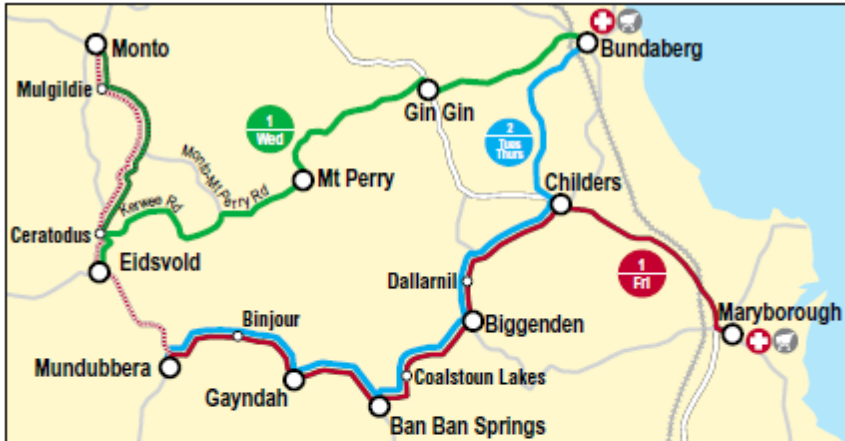 Monto
Bundaberg
Mulgildie
Gin Gin
1
Wed
2
Tues
Thurs
Monto-Mt Perry Rd
Mt Perry
Childers
Kerwee Rd
Ceratodus
Eidsvold
1
Fri
Dallarnil
Maryborough
Binjour
Biggenden
Mundubbera
Coalstoun Lakes
Gayndah
Ban Ban Springs